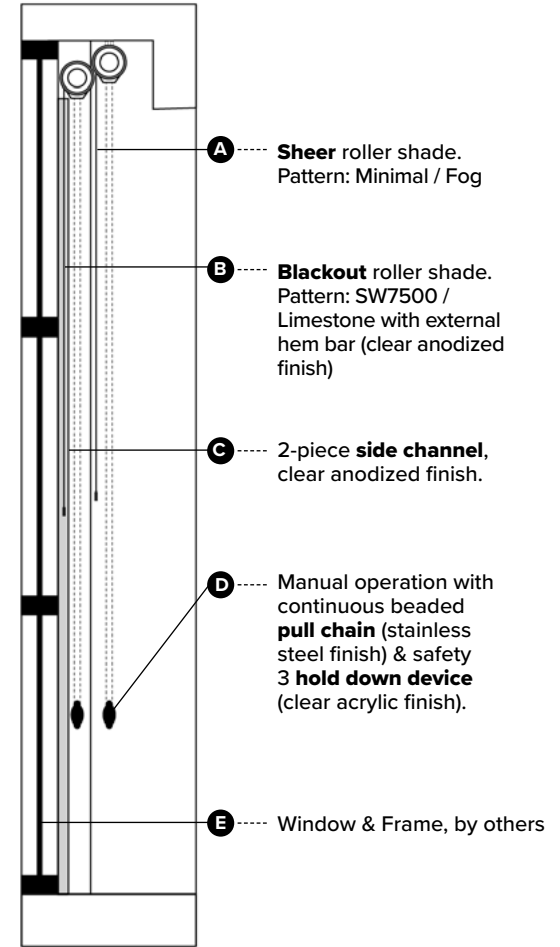 A
Sheer roller shade.
Pattern: Minimal / Fog
B
Blackout roller shade.
Pattern: SW7500 /
Limestone with external
hem bar (clear anodized
finish)
C
2-piece side channel,
clear anodized finish.
D
Manual operation with
continuous beaded
pull chain (stainless
steel finish) & safety
3 hold down device
(clear acrylic finish).
E
Window & Frame, by others